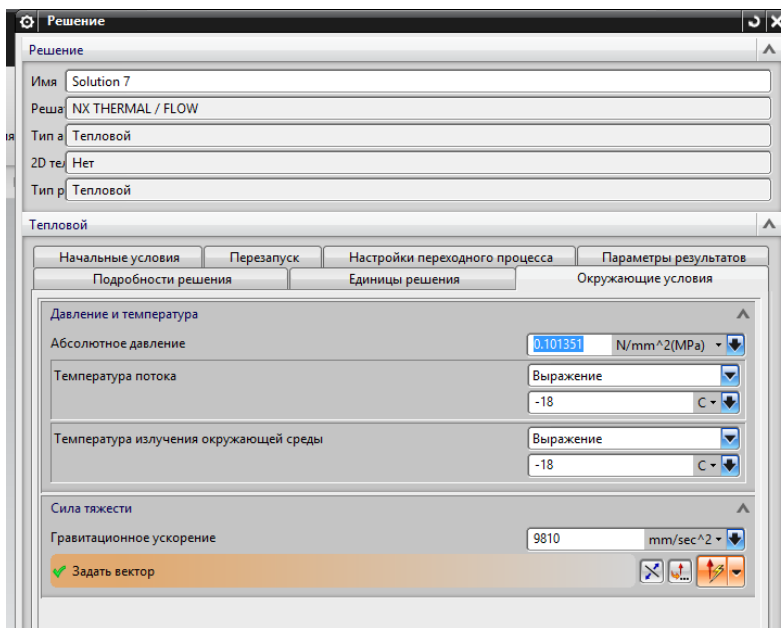 Решение
Решение
Имя Solution 7
Реша NX THERMAL / FLOW
Тип а Тепловой
2D те Нет
Тип р Тепловой
Тепловой
Начальные условия Перезапуск Настройки переходного процесса Параметры результатов
Подробности решения Единицы решения Окружающие условия
Давление и температура
Абсолютное давление 0.101351 N/mm^2(MPa)
Температура потока Выражение
-18 C
Температура излучения окружающей среды Выражение
-18 C
Сила тяжести
Гравитационное ускорение 9810 mm/sec^2
Задать вектор